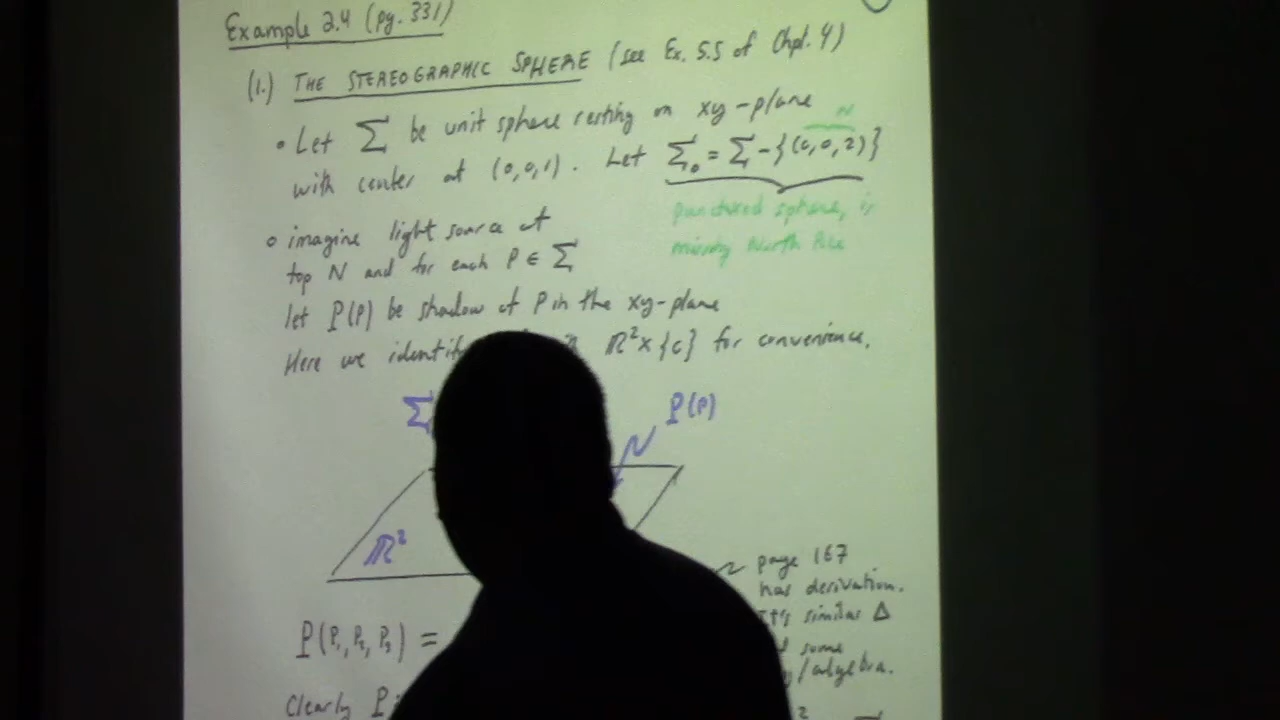 Example 2.4 (pg. 331)
(1.) THE STEREOGRAPHIC SPHERE (see Ex. 5.5 of Chpt. 4)
• Let Σ be unit sphere resting on xy-plane
N
with center at (0,0,1). Let Σ₀ = Σ - {(0,0,2)}
punctured sphere, is
missing North Pole
o imagine light source at
top N and for each P ∈ Σ
let P(P) be shadow of P in the xy-plane
Here we identify ℝ²x{0} for convenience.
Σ
P(P)
ℝ²
page 167
has derivation.
It's similar Δ
some
/algebra.
P(P₁, P₂, P₃) =
Clearly P